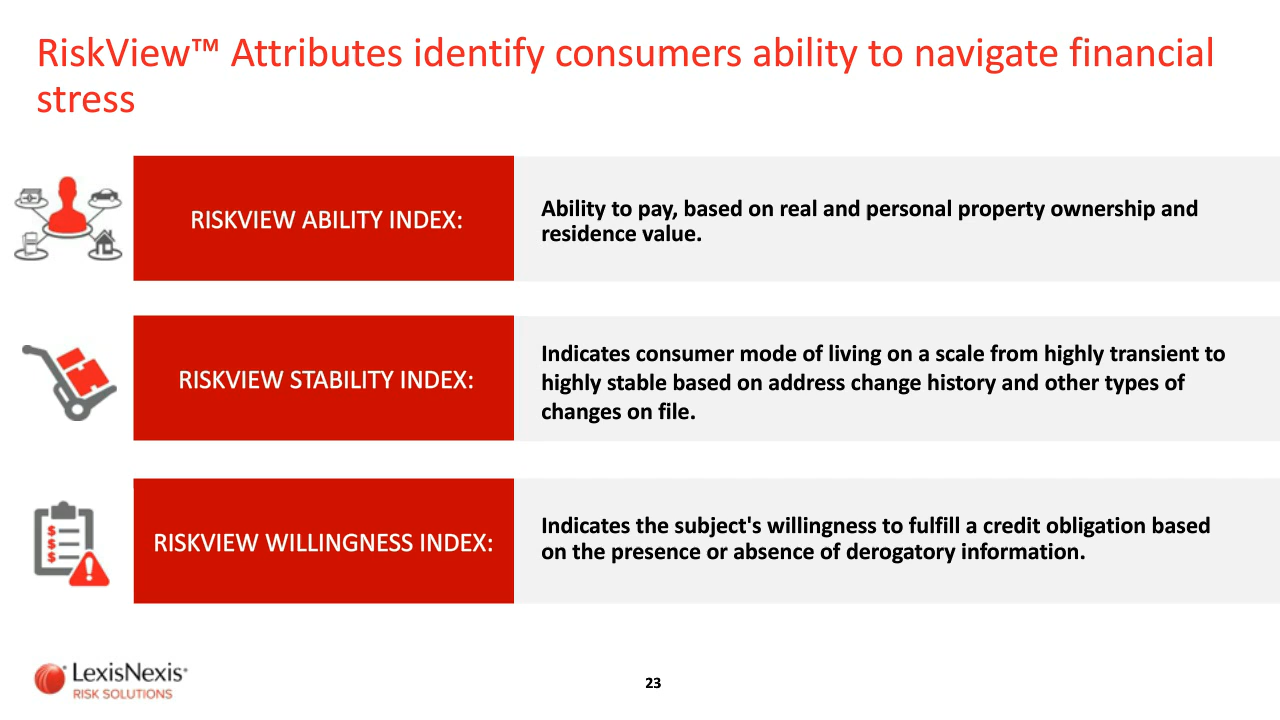 RiskView™ Attributes identify consumers ability to navigate financial
stress
RISKVIEW ABILITY INDEX:
Ability to pay, based on real and personal property ownership and
residence value.
RISKVIEW STABILITY INDEX:
Indicates consumer mode of living on a scale from highly transient to
highly stable based on address change history and other types of
changes on file.
RISKVIEW WILLINGNESS INDEX:
Indicates the subject's willingness to fulfill a credit obligation based
on the presence or absence of derogatory information.
LexisNexis®
RISK SOLUTIONS
23